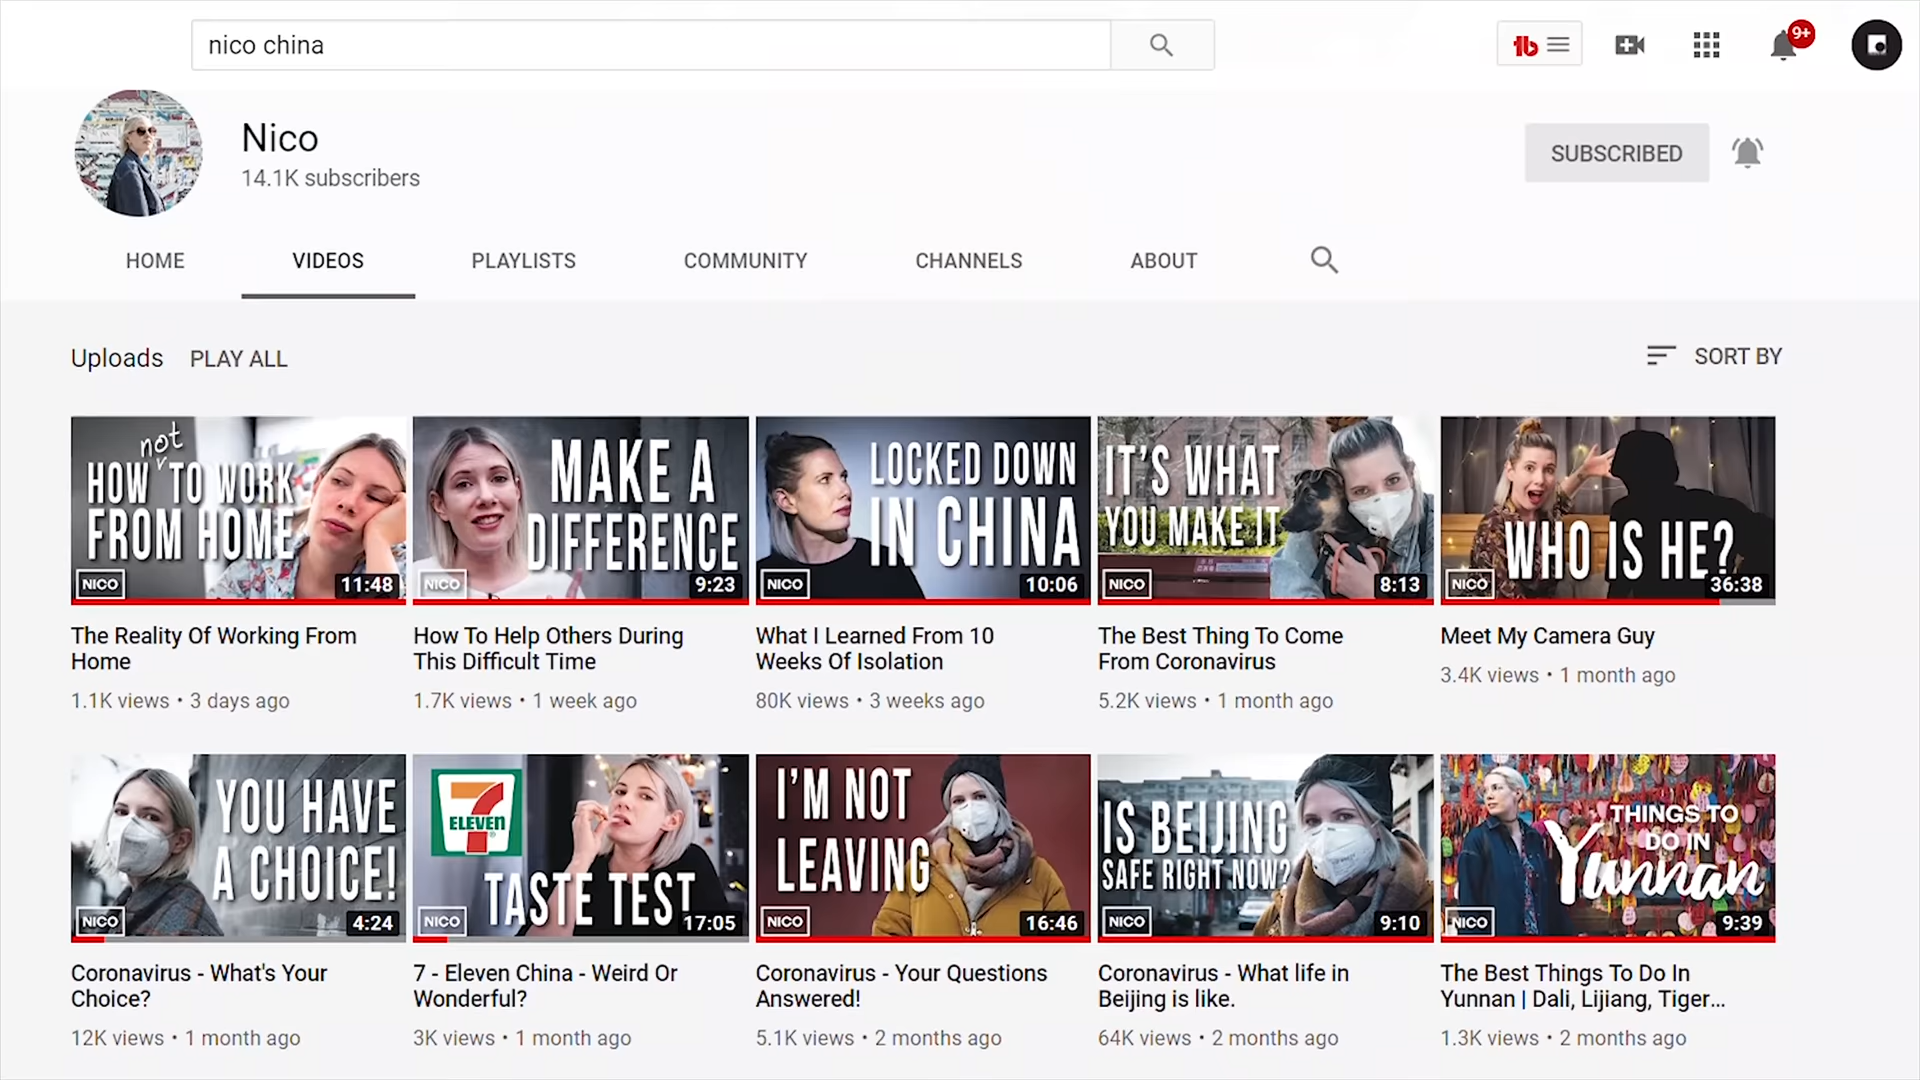 nico china
9+
Nico
14.1K subscribers
SUBSCRIBED
HOME
VIDEOS
PLAYLISTS
COMMUNITY
CHANNELS
ABOUT
Uploads
PLAY ALL
SORT BY
not
HOW TO WORK
FROM HOME
NICO
11:48
MAKE A
DIFFERENCE
NICO
9:23
LOCKED DOWN
IN CHINA
NICO
10:06
IT'S WHAT
YOU MAKE IT
NICO
8:13
WHO IS HE?
NICO
36:38
The Reality Of Working From
Home
1.1K views • 3 days ago
How To Help Others During
This Difficult Time
1.7K views • 1 week ago
What I Learned From 10
Weeks Of Isolation
80K views • 3 weeks ago
The Best Thing To Come
From Coronavirus
5.2K views • 1 month ago
Meet My Camera Guy
3.4K views • 1 month ago
YOU HAVE
A CHOICE!
NICO
4:24
7
ELEVEN
TASTE TEST
NICO
17:05
I'M NOT
LEAVING
NICO
16:46
IS BEIJING
SAFE RIGHT NOW?
NICO
9:10
THINGS TO
DO IN
Yunnan
NICO
9:39
Coronavirus - What's Your
Choice?
12K views • 1 month ago
7 - Eleven China - Weird Or
Wonderful?
3K views • 1 month ago
Coronavirus - Your Questions
Answered!
5.1K views • 2 months ago
Coronavirus - What life in
Beijing is like.
64K views • 2 months ago
The Best Things To Do In
Yunnan | Dali, Lijiang, Tiger...
1.3K views • 2 months ago